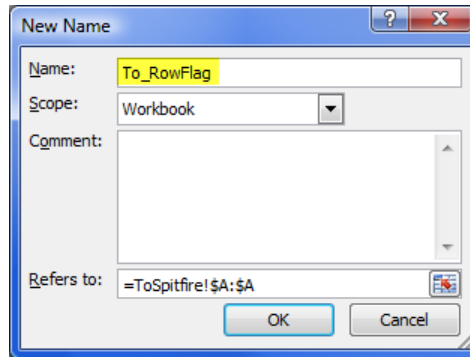 New Name
Name: To_RowFlag
Scope: Workbook
Comment:
Refers to: =ToSpitfire!$A:$A
OK Cancel